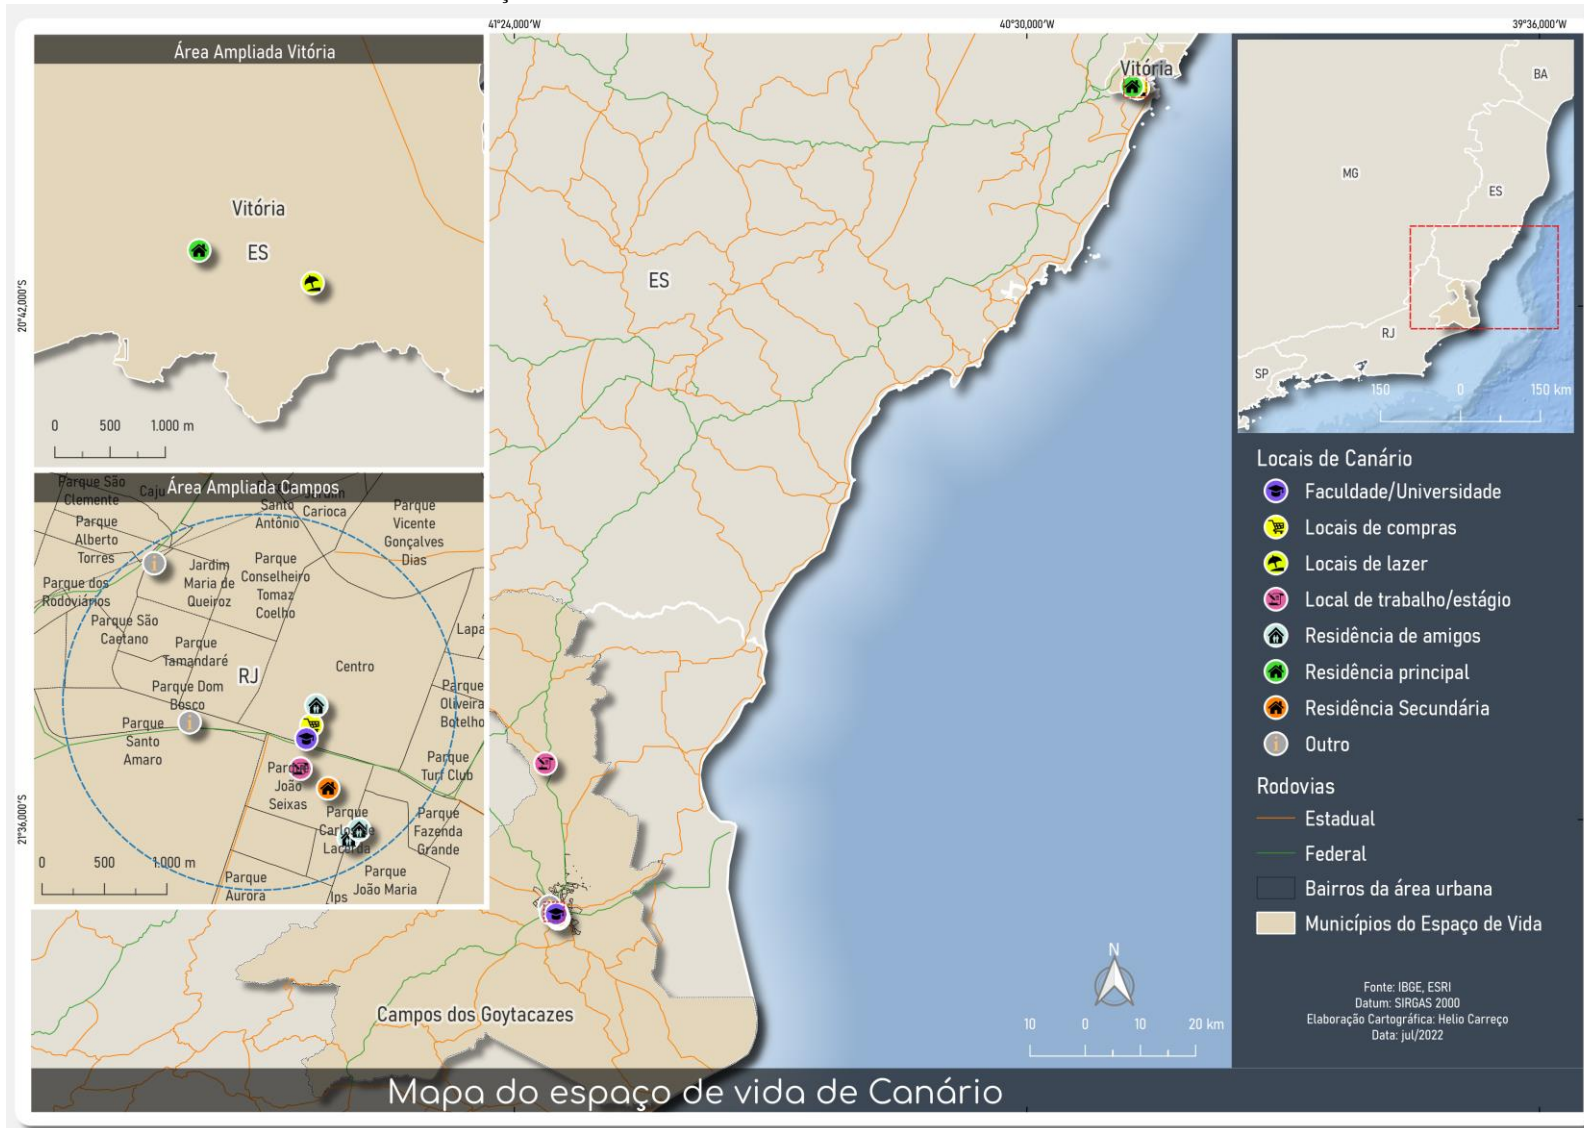 41°24,000'W
40°30,000'W
39°36,000'W
20°42,000'S
21°36,000'S
Área Ampliada Vitória
Vitória
ES
0 500 1.000 m
Área Ampliada Campos
Parque São
Clemente
Caju
Santo
Antônio
Jardim
Carioca
Parque
Vicente
Gonçalves
Dias
Parque
Alberto
Torres
Jardim
Maria de
Queiroz
Parque
Conselheiro
Tomaz
Coelho
Parque dos
Rodoviários
Parque São
Caetano
Parque
Tamandaré
Lapa
RJ
Centro
Parque Dom
Bosco
Parque
Oliveira
Botelho
Parque
Santo
Amaro
Parque
Turf Club
Parque
João
Seixas
Parque
Carlos de
Lacerda
Parque
Fazenda
Grande
0 500 1.000 m
Parque
Aurora
Parque
João Maria
Ips
Vitória
ES
Campos dos Goytacazes
N
10 0 10 20 km
BA
MG
ES
RJ
SP
150 0 150 km
Locais de Canário
Faculdade/Universidade
Locais de compras
Locais de lazer
Local de trabalho/estágio
Residência de amigos
Residência principal
Residência Secundária
Outro
Rodovias
Estadual
Federal
Bairros da área urbana
Municípios do Espaço de Vida
Fonte: IBGE, ESRI
Datum: SIRGAS 2000
Elaboração Cartográfica: Helio Carreço
Data: jul/2022
Mapa do espaço de vida de Canário